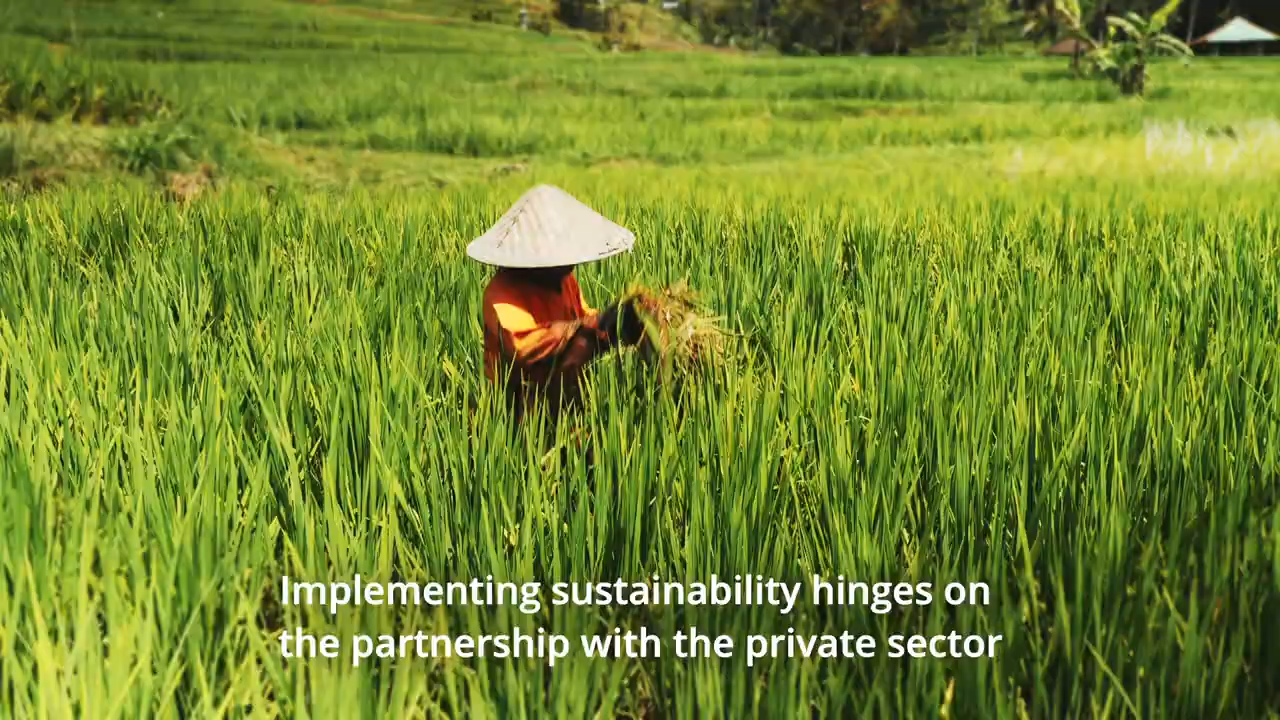 Implementing sustainability hinges on
the partnership with the private sector